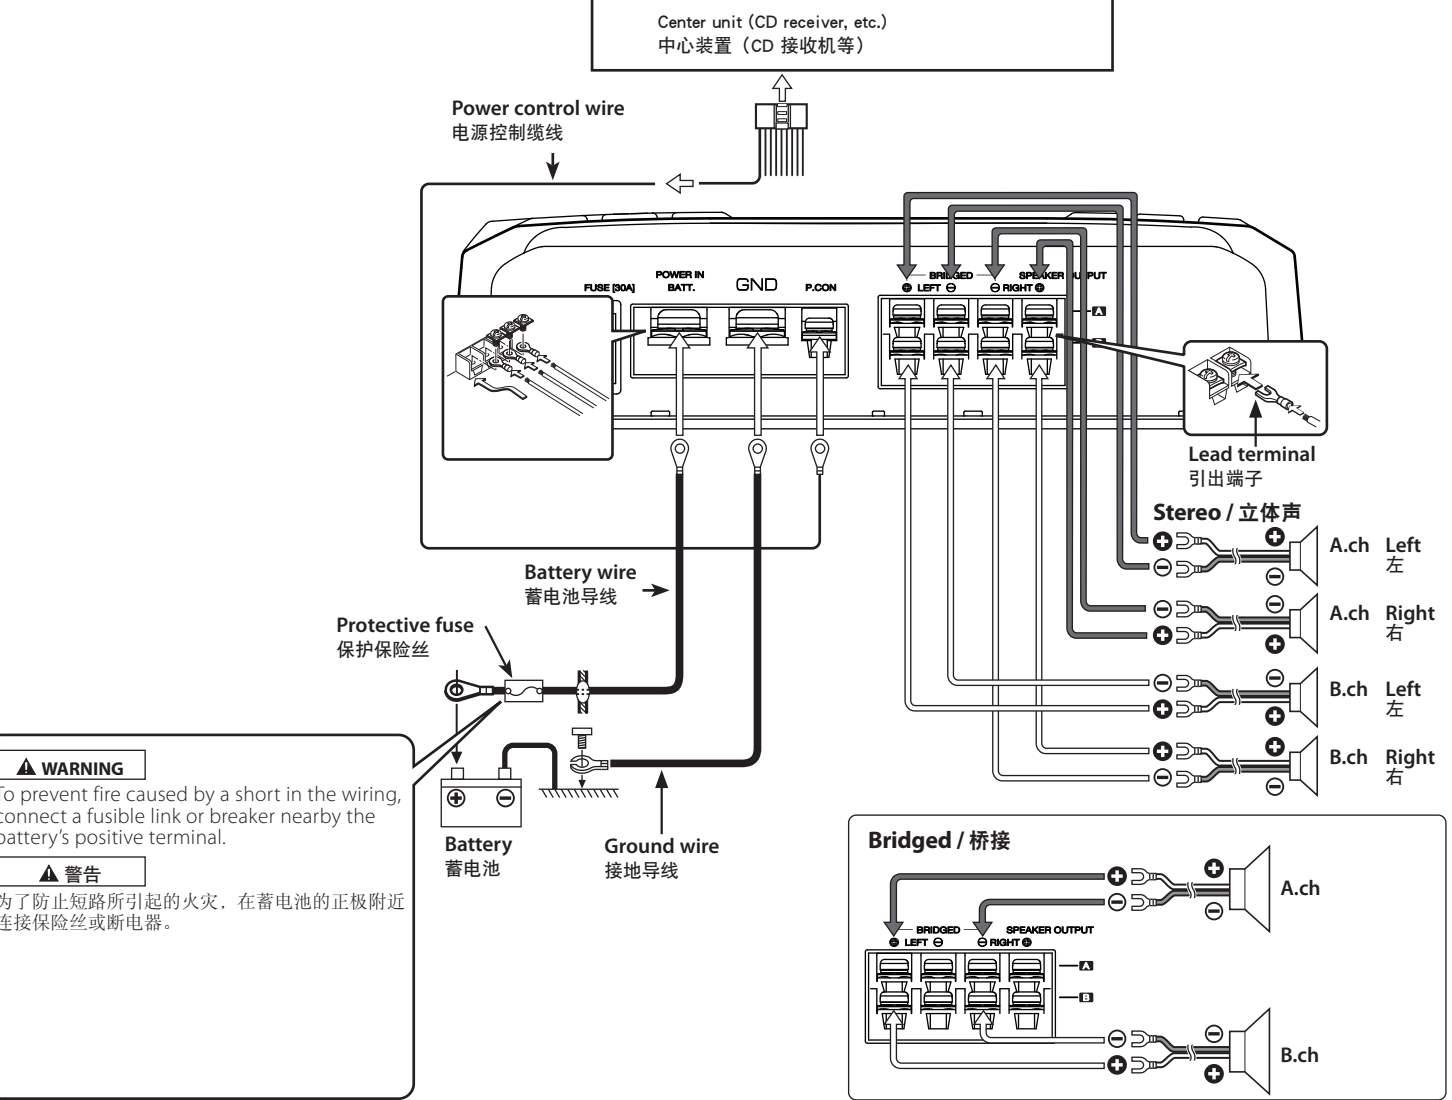 Center unit (CD receiver, etc.)
中心装置（CD 接收机等）
Power control wire
电源控制缆线
FUSE [30A]
POWER IN
BATT.
GND
P.CON
BRIDGED
SPEAKER OUTPUT
⊕ LEFT ⊖
⊖ RIGHT ⊕
A
Lead terminal
引出端子
Stereo / 立体声
A.ch Left
左
A.ch Right
右
B.ch Left
左
B.ch Right
右
Battery wire
蓄电池导线
Protective fuse
保护保险丝
WARNING
To prevent fire caused by a short in the wiring,
connect a fusible link or breaker nearby the
battery's positive terminal.
警告
为了防止短路所引起的火灾，在蓄电池的正极附近
连接保险丝或断电器。
Battery
蓄电池
Ground wire
接地导线
Bridged / 桥接
BRIDGED
SPEAKER OUTPUT
⊕ LEFT ⊖
⊖ RIGHT ⊕
A
B
A.ch
B.ch